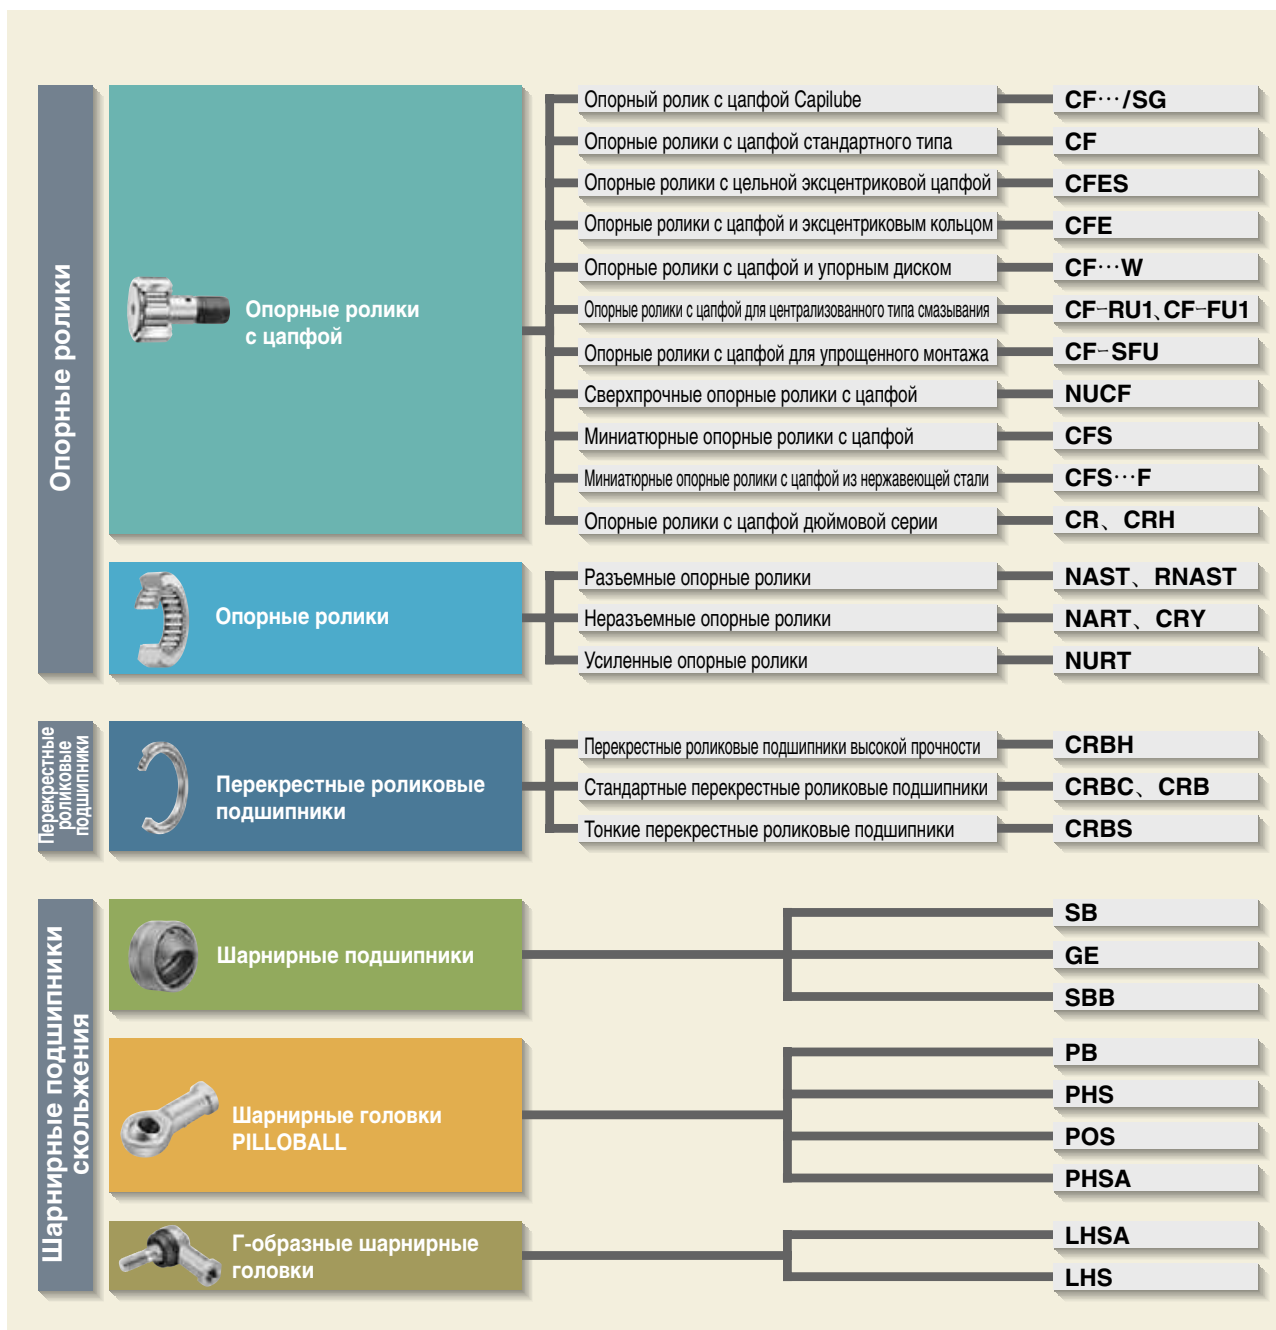 Опорные ролики
Опорные ролики
с цапфой
Опорный ролик с цапфой Capilube
CF···/SG
Опорные ролики с цапфой стандартного типа
CF
Опорные ролики с цельной эксцентриковой цапфой
CFES
Опорные ролики с цапфой и эксцентриковым кольцом
CFE
Опорные ролики с цапфой и упорным диском
CF···W
Опорные ролики с цапфой для централизованного типа смазывания
CF-RU1、CF-FU1
Опорные ролики с цапфой для упрощенного монтажа
CF-SFU
Сверхпрочные опорные ролики с цапфой
NUCF
Миниатюрные опорные ролики с цапфой
CFS
Миниатюрные опорные ролики с цапфой из нержавеющей стали
CFS···F
Опорные ролики с цапфой дюймовой серии
CR、CRH
Опорные ролики
Разъемные опорные ролики
NAST、RNAST
Неразъемные опорные ролики
NART、CRY
Усиленные опорные ролики
NURT
Перекрестные
роликовые
подшипники
Перекрестные роликовые
подшипники
Перекрестные роликовые подшипники высокой прочности
CRBH
Стандартные перекрестные роликовые подшипники
CRBC、CRB
Тонкие перекрестные роликовые подшипники
CRBS
Шарнирные подшипники
скольжения
Шарнирные подшипники
SB
GE
SBB
Шарнирные головки
PILLOBALL
PB
PHS
POS
PHSA
Г-образные шарнирные
головки
LHSA
LHS